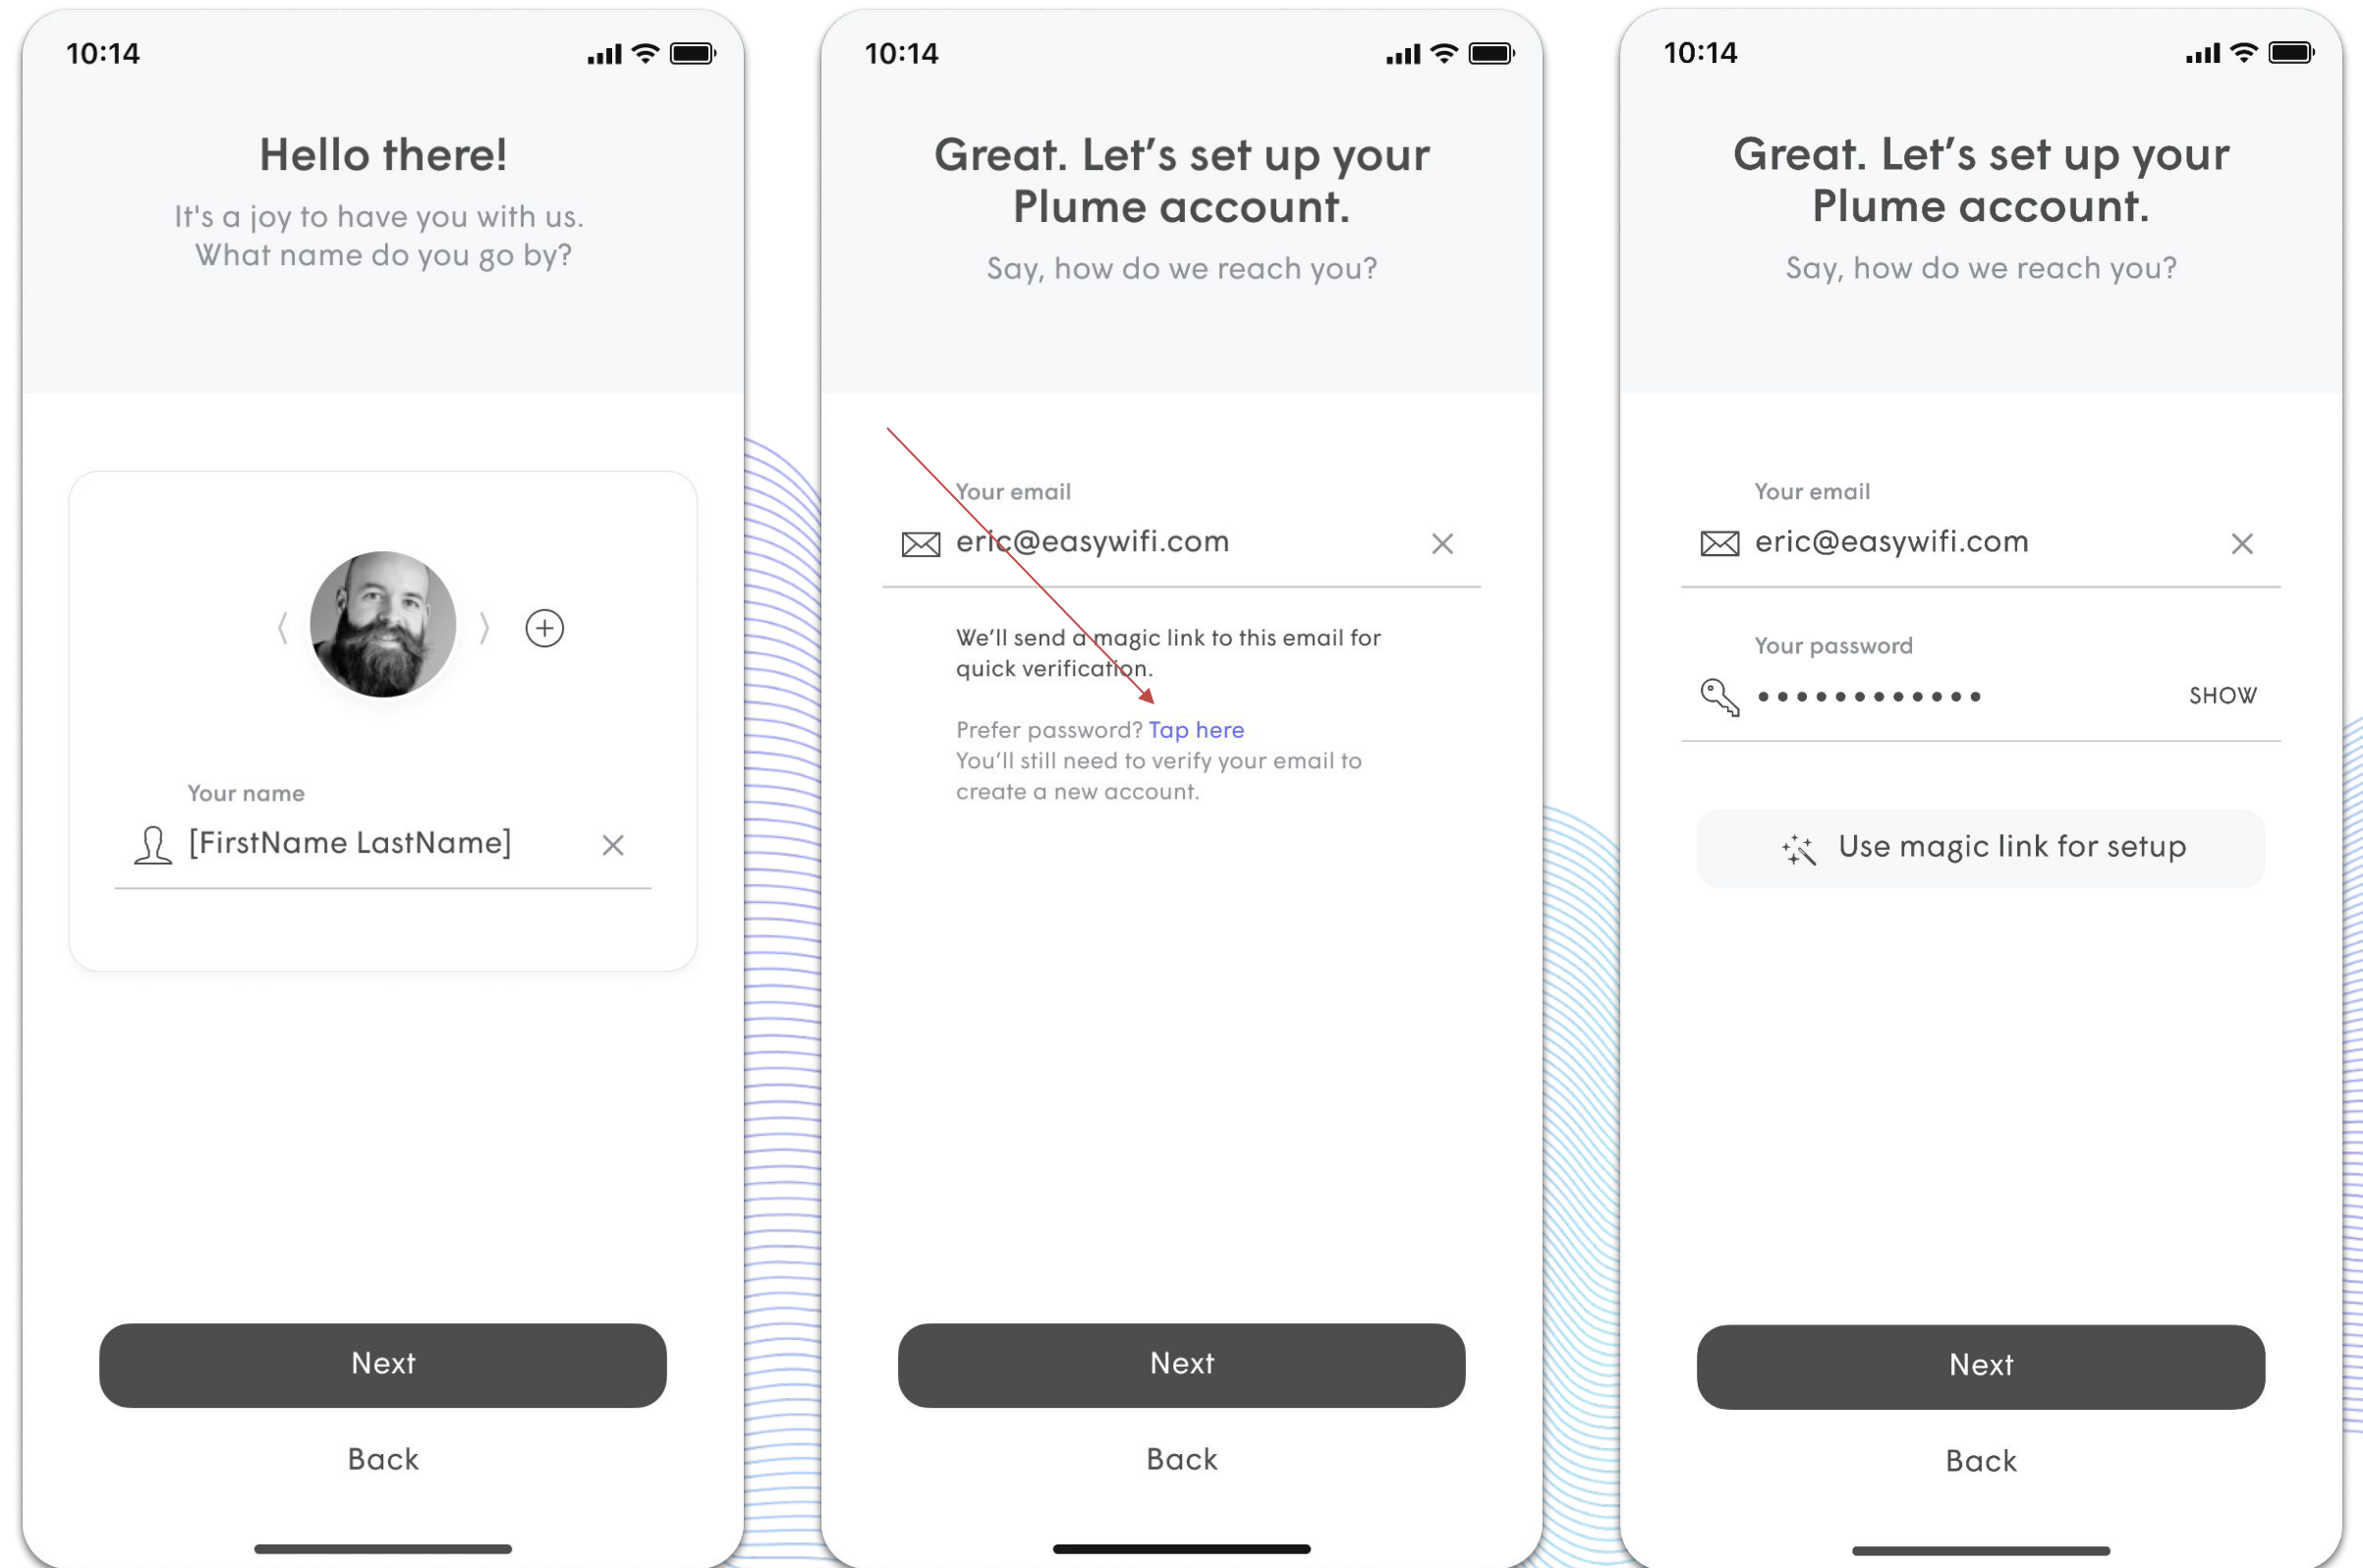 10:14
Hello there!
It's a joy to have you with us.
What name do you go by?
Your name
[FirstName LastName]
Next
Back
10:14
Great. Let’s set up your
Plume account.
Say, how do we reach you?
Your email
eric@easywifi.com
We’ll send a magic link to this email for
quick verification.
Prefer password? Tap here
You’ll still need to verify your email to
create a new account.
Next
Back
10:14
Great. Let’s set up your
Plume account.
Say, how do we reach you?
Your email
eric@easywifi.com
Your password
SHOW
Use magic link for setup
Next
Back